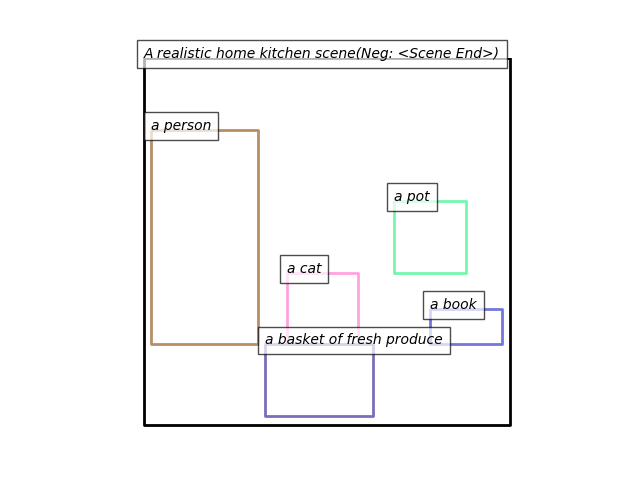 A realistic home kitchen scene(Neg: <Scene End>)
a person
a pot
a cat
a book
a basket of fresh produce